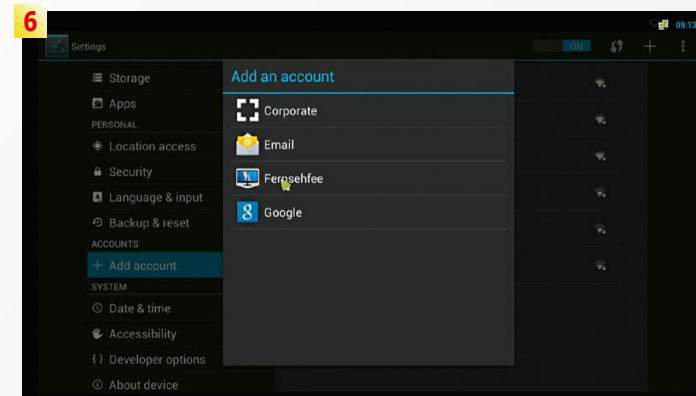 6
09:13
Settings
ON
Storage
Apps
PERSONAL
Location access
Security
Language & input
Backup & reset
ACCOUNTS
+ Add account
SYSTEM
Date & time
Accessibility
{ } Developer options
About device
Add an account
Corporate
Email
Fernsehfee
Google